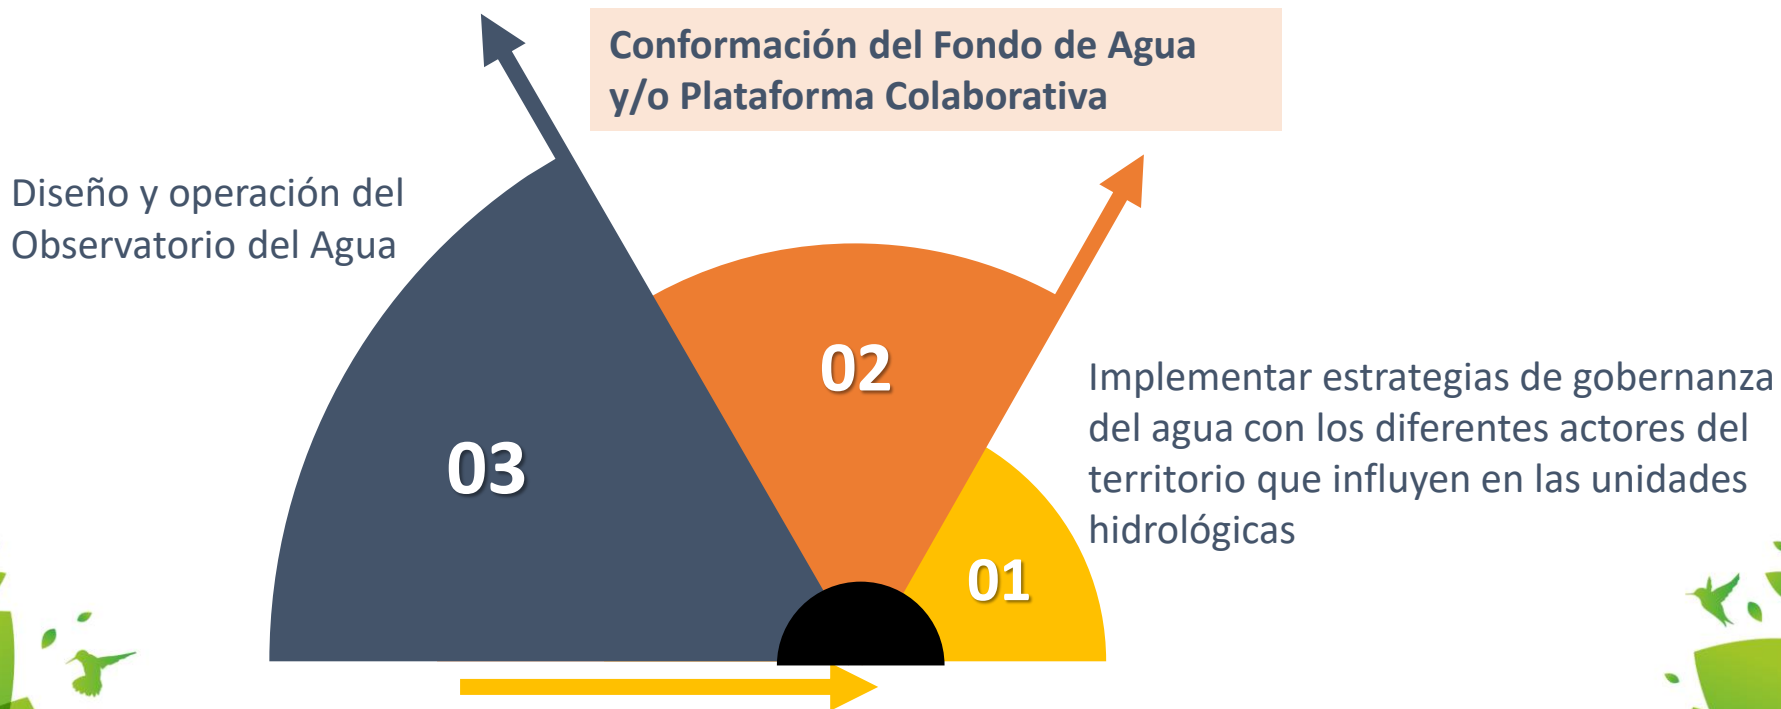 Conformación del Fondo de Agua
y/o Plataforma Colaborativa
Diseño y operación del
Observatorio del Agua
02
Implementar estrategias de gobernanza
del agua con los diferentes actores del
territorio que influyen en las unidades
hidrológicas
03
01